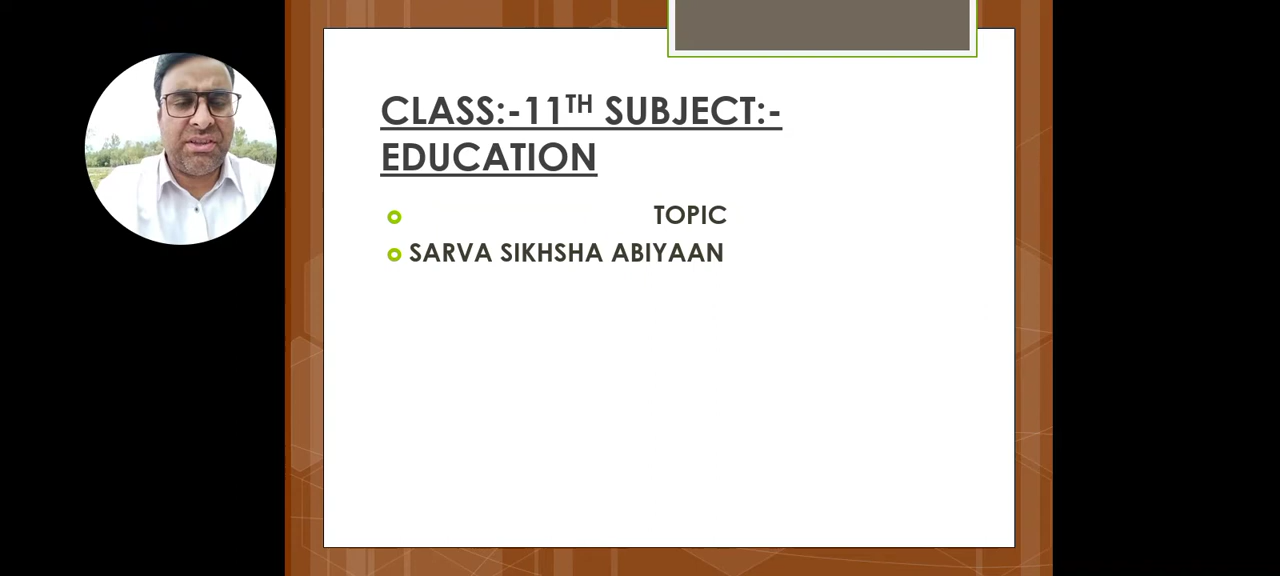 CLASS:-11TH SUBJECT:-
EDUCATION
TOPIC
SARVA SIKHSHA ABIYAAN